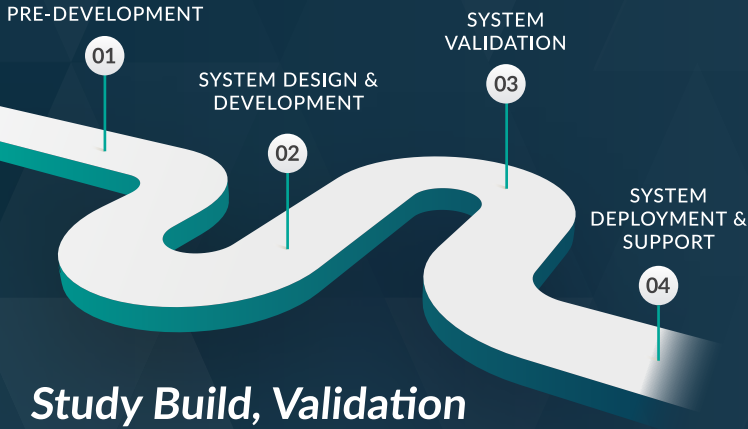 PRE-DEVELOPMENT
01
SYSTEM DESIGN &
DEVELOPMENT
02
SYSTEM
VALIDATION
03
SYSTEM
DEPLOYMENT &
SUPPORT
04
Study Build, Validation